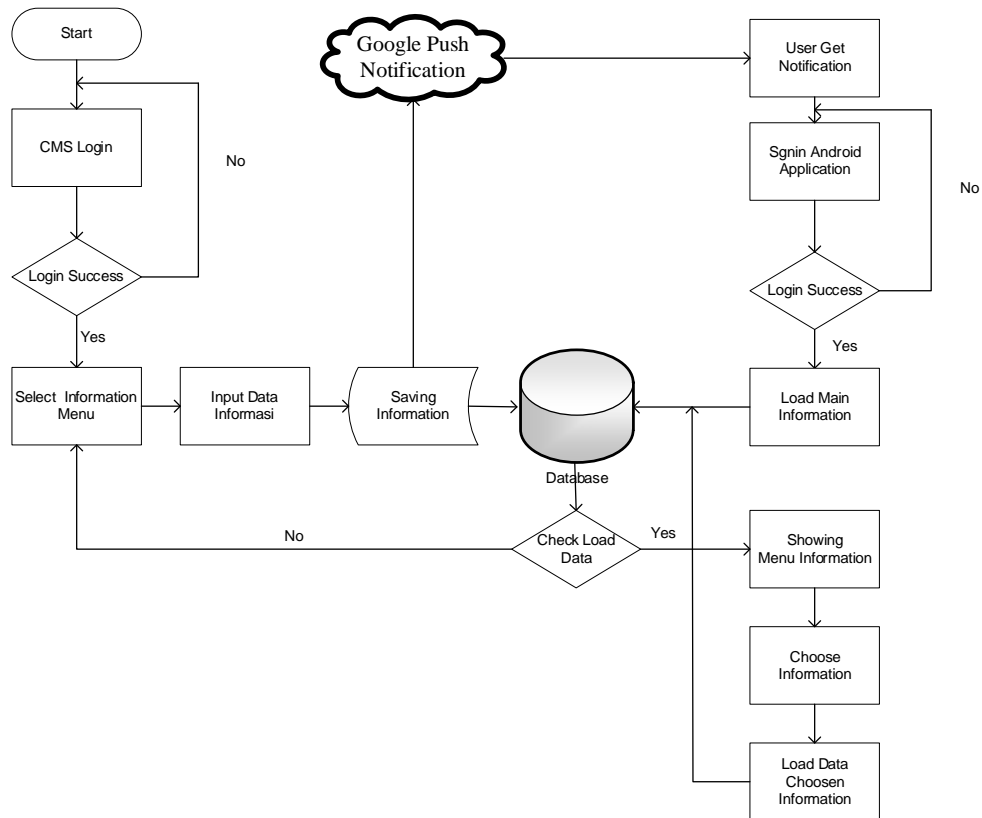 Start
Google Push
Notification
User Get
Notification
CMS Login
No
Sgnin Android
Application
No
Login Success
Login Success
Yes
Yes
Select Information
Menu
Input Data
Informasi
Saving
Information
Load Main
Information
Database
No
Check Load
Data
Yes
Showing
Menu Information
Choose
Information
Load Data
Choosen
Information